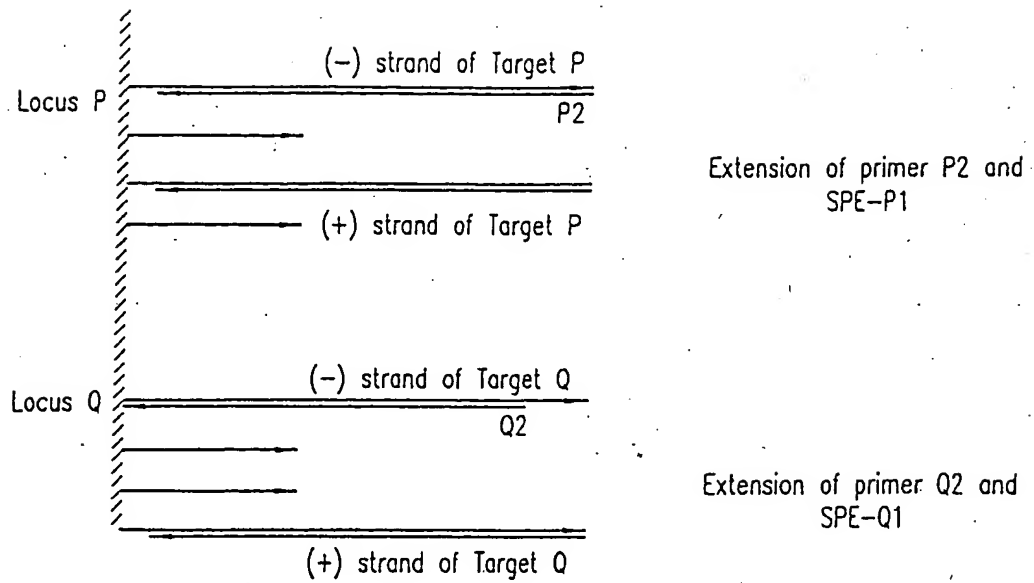 (−) strand of Target P
Locus P
P2
Extension of primer P2 and
SPE−P1
(+) strand of Target P
(−) strand of Target Q
Locus Q
Q2
Extension of primer Q2 and
SPE−Q1
(+) strand of Target Q